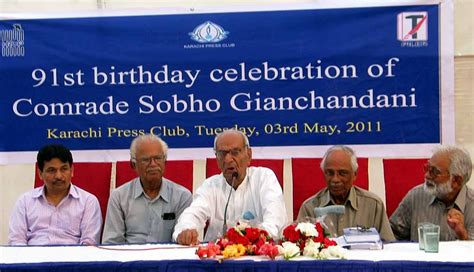 KARACHI PRESS CLUB
91st birthday celebration of
Comrade Sobho Gianchandani
Karachi Press Club, Tuesday, 03rd May, 2011